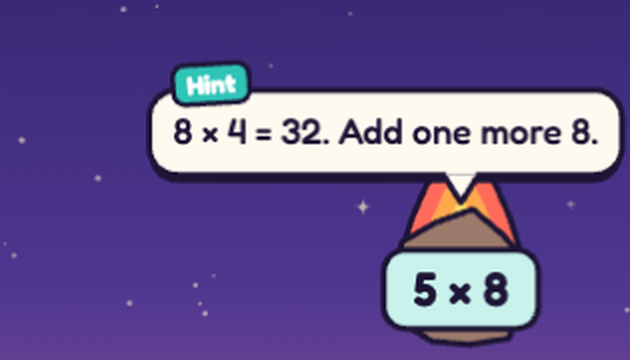 Hint
8 × 4 = 32. Add one more 8.
5 × 8